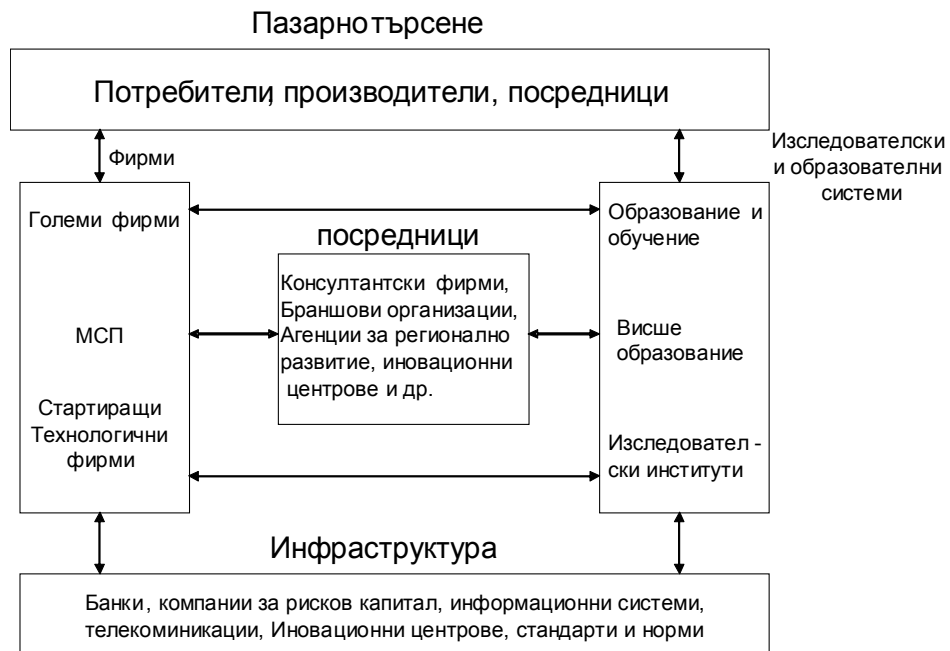 Пазарно търсене
Потребители, производители, посредници
Фирми
Изследователски
и образователни
системи
Големи фирми
МСП
Стартиращи
Технологични
фирми
посредници
Консултантски фирми,
Браншови организации,
Агенции за регионално
развитие, иновационни
центрове и др.
Образование и
обучение
Висше
образование
Изследовател -
ски институти
Инфраструктура
Банки, компании за рисков капитал, информационни системи,
телекоминикации, Иновационни центрове, стандарти и норми